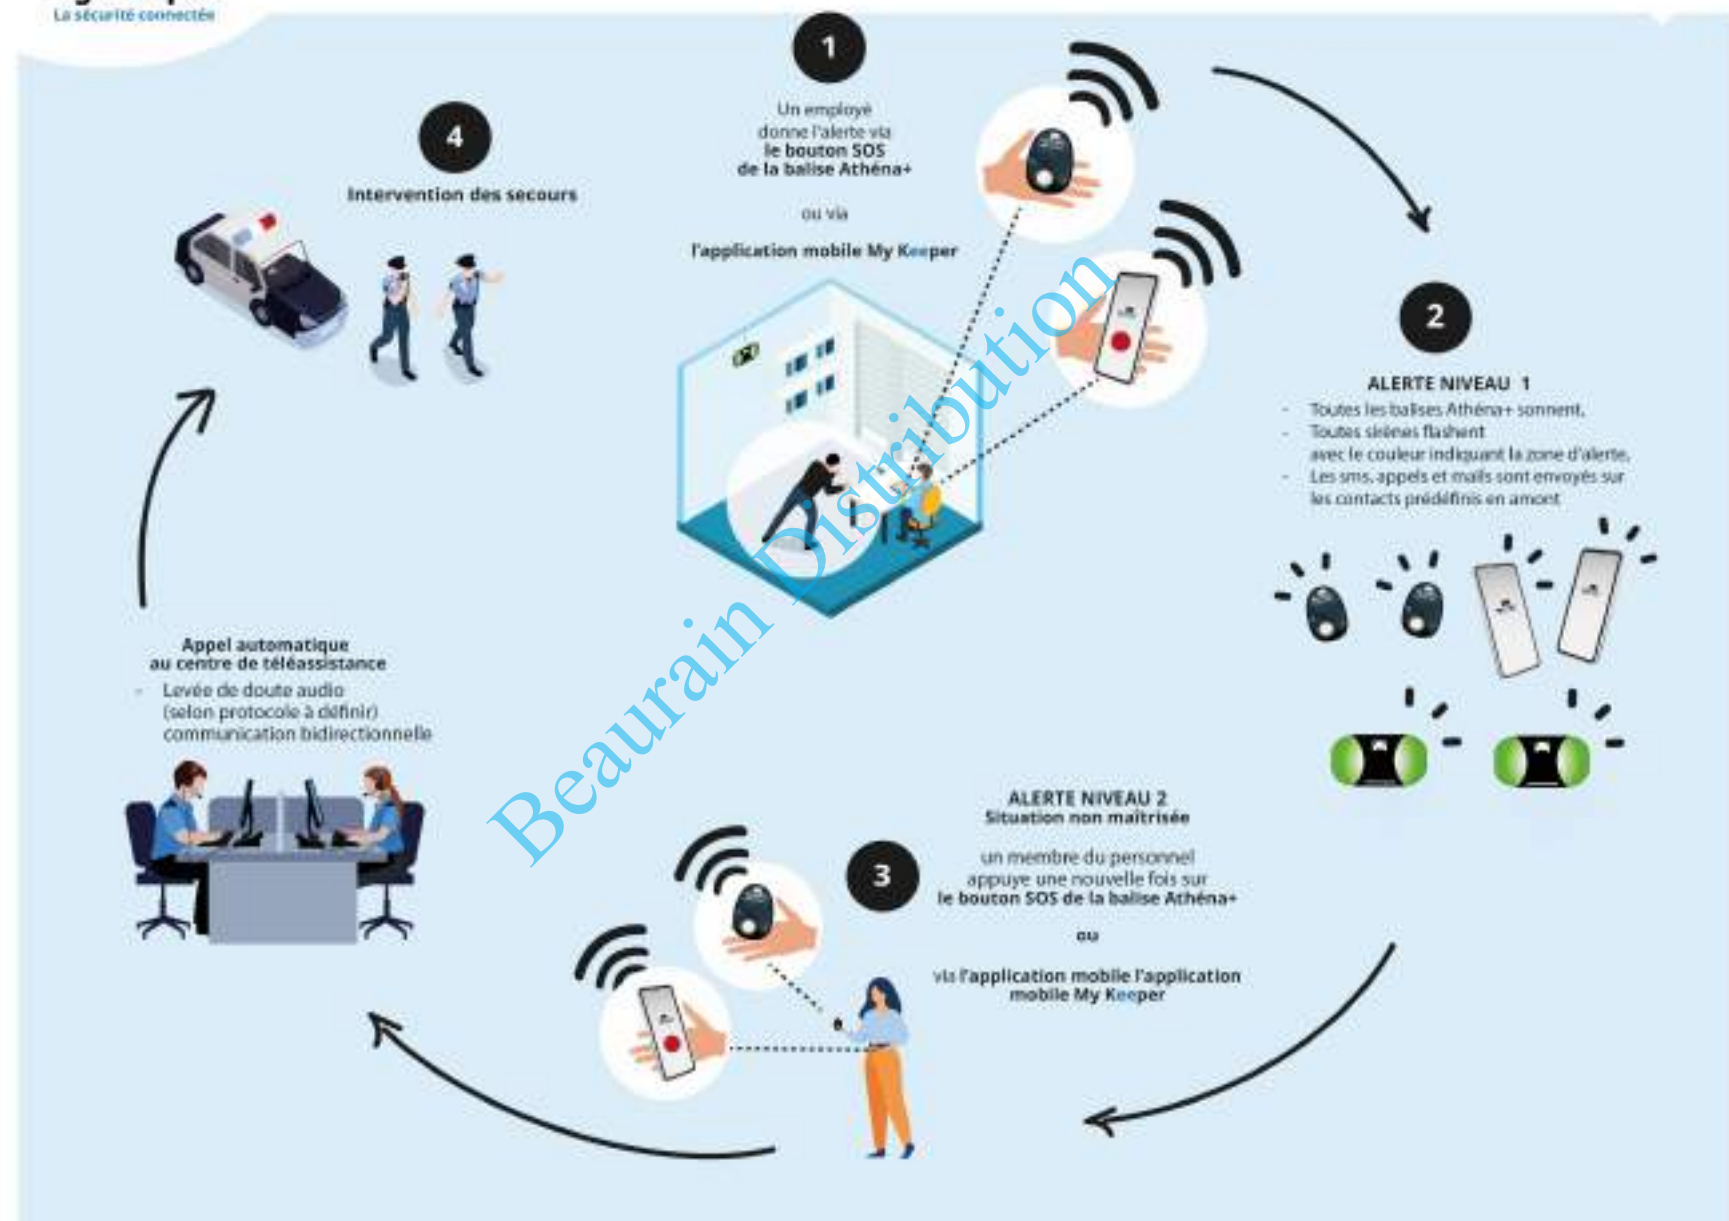 La sécurité connectée
1
Un employé
donne l'alerte via
le bouton SOS
de la balise Athéna+
ou via
l'application mobile My Keeper
2
ALERTE NIVEAU 1
- Toutes les balises Athéna+ sonnent,
- Toutes sirènes flashent
avec le couleur indiquant la zone d'alerte,
- Les sms, appels et mails sont envoyés sur
les contacts prédéfinis en amont
3
ALERTE NIVEAU 2
Situation non maîtrisée
un membre du personnel
appuye une nouvelle fois sur
le bouton SOS de la balise Athéna+
ou
via l'application mobile l'application
mobile My Keeper
Appel automatique
au centre de téléassistance
- Levée de doute audio
(selon protocole à définir)
communication bidirectionnelle
4
Intervention des secours
Beaurain Distribution